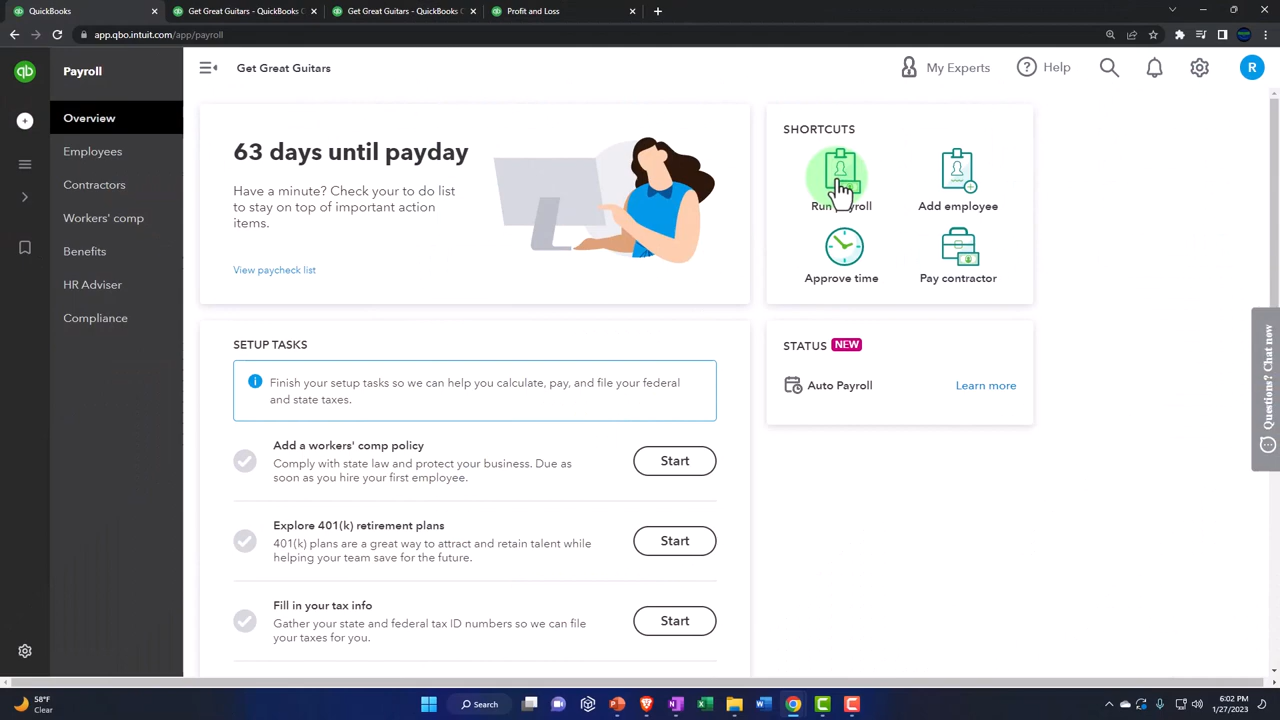 QuickBooks
Get Great Guitars - QuickBooks
Get Great Guitars - QuickBooks
Profit and Loss
app.qbo.intuit.com/app/payroll
qb
Payroll
Get Great Guitars
My Experts
Help
R
Overview
Employees
Contractors
Workers' comp
Benefits
HR Adviser
Compliance
63 days until payday
Have a minute? Check your to do list
to stay on top of important action
items.
View paycheck list
SHORTCUTS
Run payroll
Add employee
Approve time
Pay contractor
SETUP TASKS
Finish your setup tasks so we can help you calculate, pay, and file your federal
and state taxes.
Add a workers' comp policy
Comply with state law and protect your business. Due as
soon as you hire your first employee.
Start
Explore 401(k) retirement plans
401(k) plans are a great way to attract and retain talent while
helping your team save for the future.
Start
Fill in your tax info
Gather your state and federal tax ID numbers so we can file
your taxes for you.
Start
STATUS NEW
Auto Payroll
Learn more
Questions? Chat now
58°F
Clear
Search
6:02 PM
1/27/2023